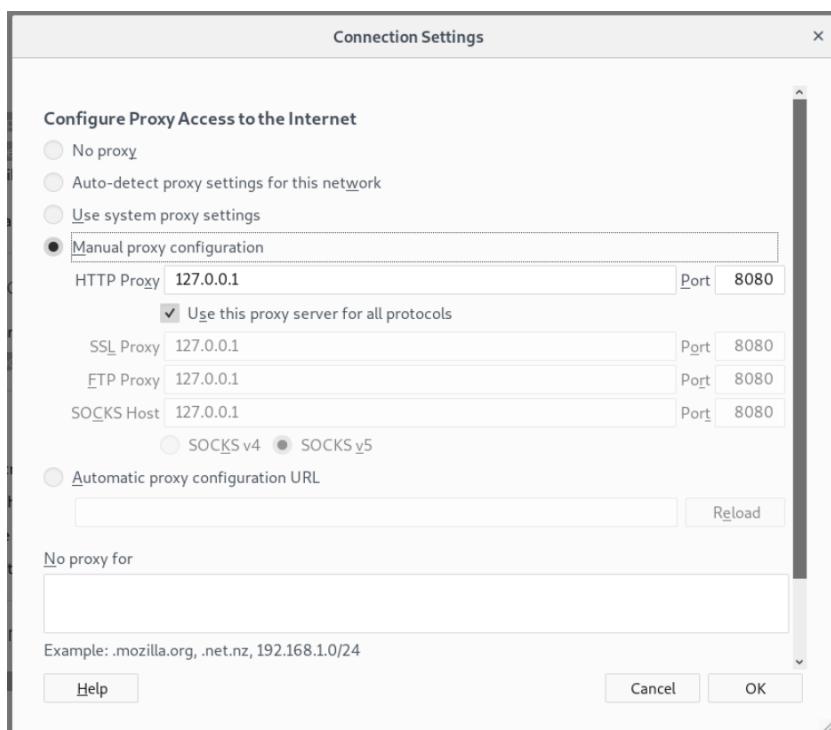 Connection Settings ×
Configure Proxy Access to the Internet
No proxy
Auto-detect proxy settings for this network
Use system proxy settings
Manual proxy configuration
HTTP Proxy 127.0.0.1 Port 8080
Use this proxy server for all protocols
SSL Proxy 127.0.0.1 Port 8080
FTP Proxy 127.0.0.1 Port 8080
SOCKS Host 127.0.0.1 Port 8080
SOCKS v4 SOCKS v5
Automatic proxy configuration URL
Reload
No proxy for
Example: .mozilla.org, .net.nz, 192.168.1.0/24
Help Cancel OK